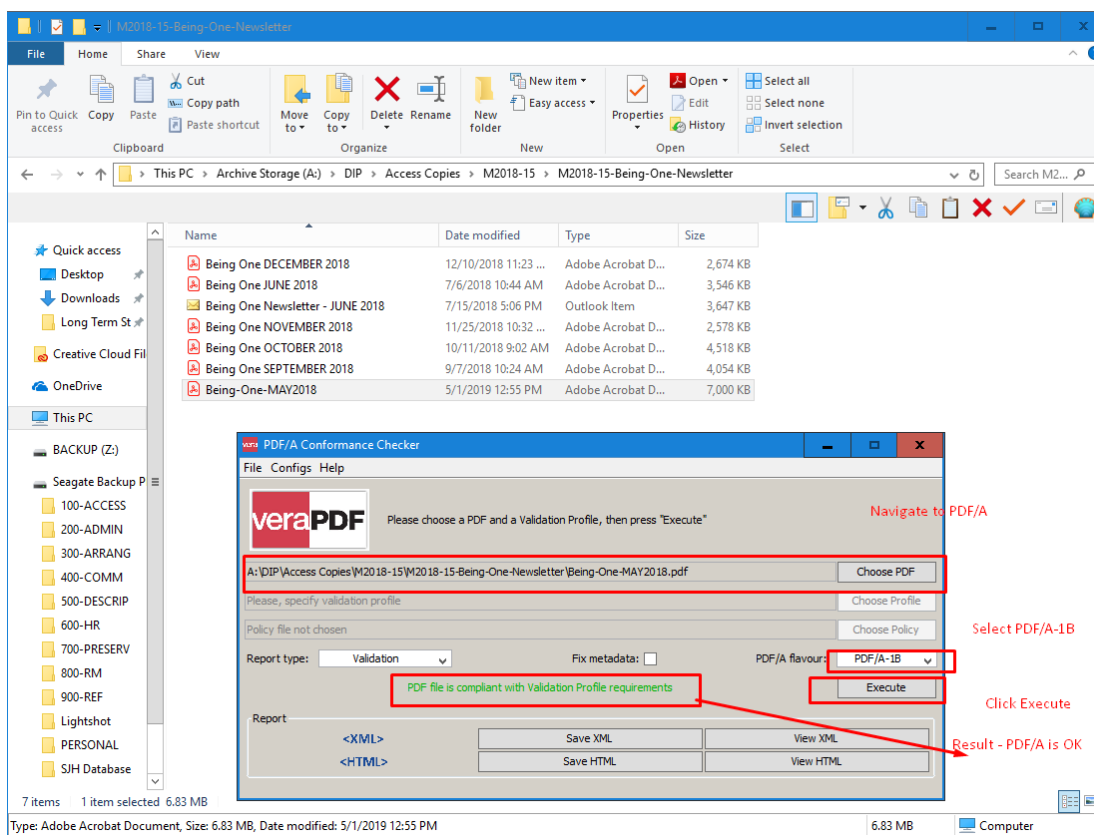 M2018-15-Being-One-Newsletter
File Home Share View
Pin to Quick access
Copy
Paste
Cut
Copy path
Paste shortcut
Clipboard
Move to
Copy to
Delete
Rename
Organize
New folder
New item
Easy access
New
Properties
Open
Edit
History
Open
Select all
Select none
Invert selection
Select
This PC > Archive Storage (A:) > DIP > Access Copies > M2018-15 > M2018-15-Being-One-Newsletter
Search M2...
Name Date modified Type Size
Being One DECEMBER 2018 12/10/2018 11:23 ... Adobe Acrobat D... 2,674 KB
Being One JUNE 2018 7/6/2018 10:44 AM Adobe Acrobat D... 3,546 KB
Being One Newsletter - JUNE 2018 7/15/2018 5:06 PM Outlook Item 3,647 KB
Being One NOVEMBER 2018 11/25/2018 10:32 ... Adobe Acrobat D... 2,578 KB
Being One OCTOBER 2018 10/11/2018 9:02 AM Adobe Acrobat D... 4,518 KB
Being One SEPTEMBER 2018 9/7/2018 10:24 AM Adobe Acrobat D... 4,054 KB
Being-One-MAY2018 5/1/2019 12:55 PM Adobe Acrobat D... 7,000 KB
Quick access
Desktop
Downloads
Long Term St
Creative Cloud Fil
OneDrive
This PC
BACKUP (Z:)
Seagate Backup P
100-ACCESS
200-ADMIN
300-ARRANG
400-COMM
500-DESCRIP
600-HR
700-PRESERV
800-RM
900-REF
Lightshot
PERSONAL
SJH Database
vera PDF/A Conformance Checker
File Configs Help
veraPDF
Please choose a PDF and a Validation Profile, then press "Execute"
Navigate to PDF/A
A:\DIP\Access Copies\M2018-15\M2018-15-Being-One-Newsletter\Being-One-MAY2018.pdf Choose PDF
Please, specify validation profile Choose Profile
Policy file not chosen Choose Policy
Select PDF/A-1B
Report type: Validation Fix metadata: PDF/A flavour: PDF/A-1B
PDF file is compliant with Validation Profile requirements Execute
Click Execute
Report
<XML> Save XML View XML
<HTML> Save HTML View HTML
Result - PDF/A is OK
7 items 1 item selected 6.83 MB
Type: Adobe Acrobat Document, Size: 6.83 MB, Date modified: 5/1/2019 12:55 PM 6.83 MB Computer